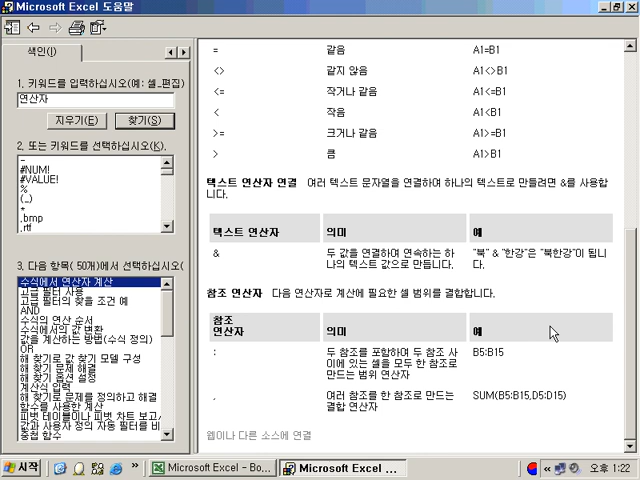 Microsoft Excel 도움말
색인(I)
1. 키워드를 입력하십시오(예: 셀_편집)
연산자
지우기(E)
찾기(S)
2. 또는 키워드를 선택하십시오(K).
-
#NUM!
#VALUE!
%
(_)
+
.bmp
.rtf
3. 다음 항목( 50개)에서 선택하십시오(
수식에서 연산자 계산
고급 필터 사용
고급 필터의 찾을 조건 예
AND
수식의 연산 순서
수식에서의 값 변환
값을 계산하는 방법(수식 정의)
OR
해 찾기로 값 찾기 모델 구성
해 찾기 문제 해결
해 찾기 옵션 설정
계산식 입력
해 찾기로 문제를 정의하고 해결
함수를 사용한 계산
피벗 테이블이나 피벗 차트 보고
값과 사용자 정의 자동 필터를 비
중첩 함수
= 같음 A1=B1
<> 같지 않음 A1<>B1
<= 작거나 같음 A1<=B1
< 작음 A1<B1
>= 크거나 같음 A1>=B1
> 큼 A1>B1
텍스트 연산자 연결 여러 텍스트 문자열을 연결하여 하나의 텍스트로 만들려면 &를 사용합
니다.
텍스트 연산자 의미 예
& 두 값을 연결하여 연속하는 하 "북" & "한강"은 "북한강"이 됩니
나의 텍스트 값으로 만듭니다. 다.
참조 연산자 다음 연산자로 계산에 필요한 셀 범위를 결합합니다.
참조
연산자 의미 예
: 두 참조를 포함하여 두 참조 사 B5:B15
이에 있는 셀을 모두 한 참조로
만드는 범위 연산자
, 여러 참조를 한 참조로 만드는 SUM(B5:B15,D5:D15)
결합 연산자
웹이나 다른 소스에 연결
시작
»
Microsoft Excel - Bo...
Microsoft Excel ...
«
오후 1:22